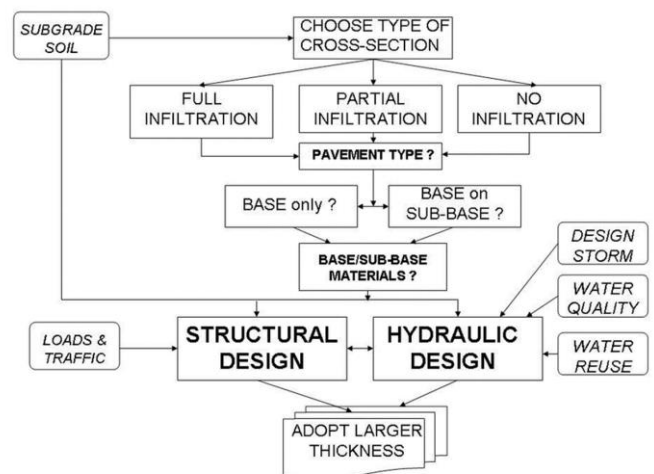 SUBGRADE
SOIL
CHOOSE TYPE OF
CROSS-SECTION
FULL
INFILTRATION
PARTIAL
INFILTRATION
NO
INFILTRATION
PAVEMENT TYPE ?
BASE only ?
BASE on
SUB-BASE ?
BASE/SUB-BASE
MATERIALS ?
DESIGN
STORM
WATER
QUALITY
WATER
REUSE
LOADS &
TRAFFIC
STRUCTURAL
DESIGN
HYDRAULIC
DESIGN
ADOPT LARGER
THICKNESS